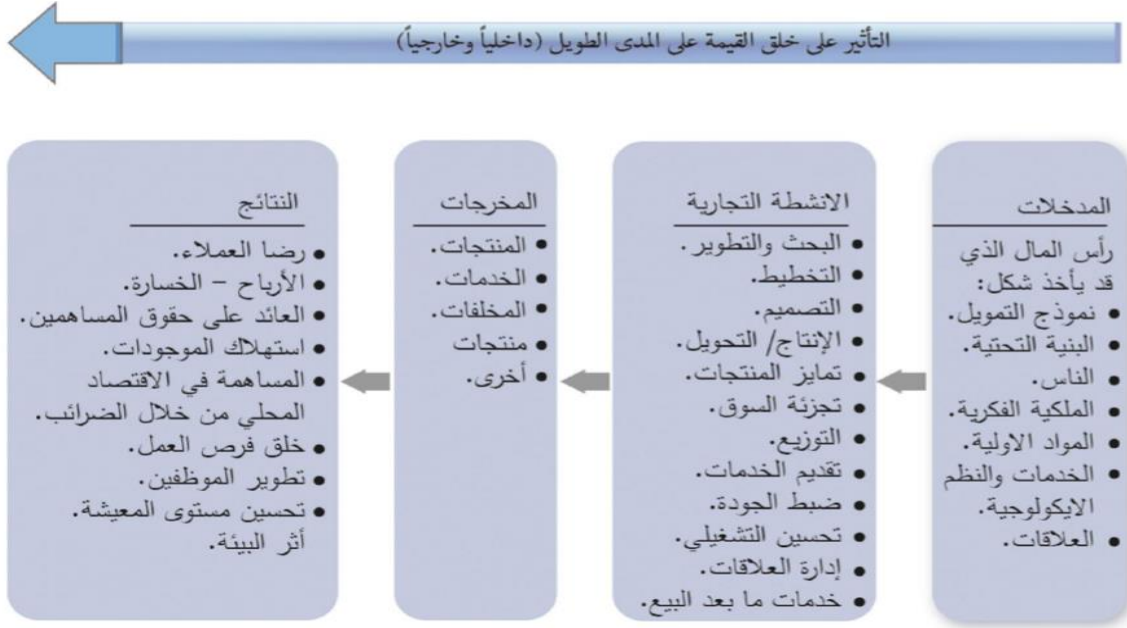 التأثير على خلق القيمة على المدى الطويل (داخلياً وخارجياً)
المدخلات
رأس المال الذي
قد يأخذ شكل:
• نموذج التمويل.
• البنية التحتية.
• الناس.
• الملكية الفكرية.
• المواد الاولية.
• الخدمات والنظم
الايكولوجية.
• العلاقات.
الانشطة التجارية
• البحث والتطوير.
• التخطيط.
• التصميم.
• الإنتاج/ التحويل.
• تمايز المنتجات.
• تجزئة السوق.
• التوزيع.
• تقديم الخدمات.
• ضبط الجودة.
• تحسين التشغيلي.
• إدارة العلاقات.
• خدمات ما بعد البيع.
المخرجات
• المنتجات.
• الخدمات.
• المخلفات.
• منتجات
• أخرى.
النتائج
• رضا العملاء.
• الأرباح – الخسارة.
• العائد على حقوق المساهمين.
• استهلاك الموجودات.
• المساهمة في الاقتصاد
المحلي من خلال الضرائب.
• خلق فرص العمل.
• تطوير الموظفين.
• تحسين مستوى المعيشة.
أثر البيئة.